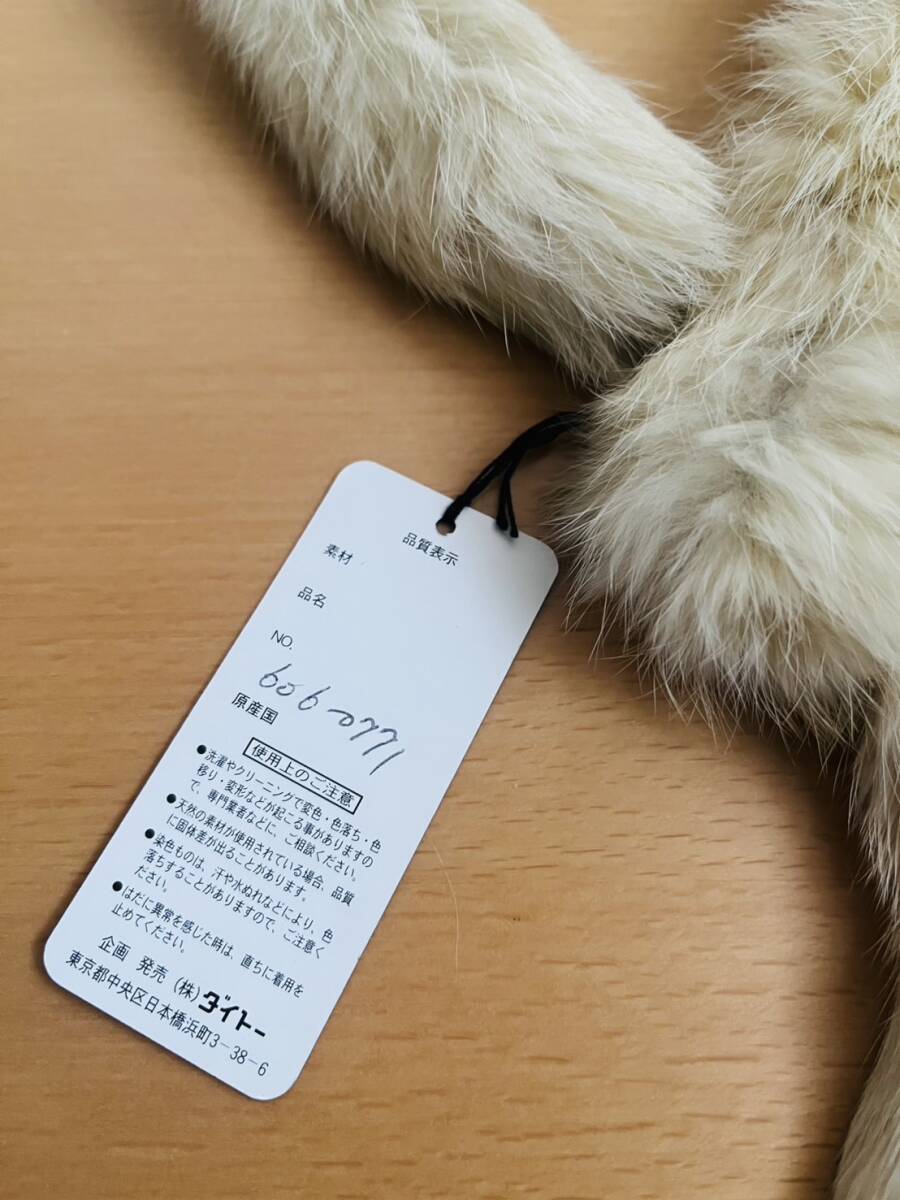 品質表示
素材
品名
NO.
606-0771
原産国
使用上のご注意
●洗濯やクリーニングで変色・色落ち・色
移り・変形などが起こる事がありますの
で、専門業者などに、ご相談ください。
●天然の素材が使用されている場合、品質
に固体差が出ることがあります。
●染色ものは、汗や水ぬれなどにより、色
落ちすることがありますので、ご注意く
ださい。
●はだに異常を感じた時は、直ちに着用を
止めてください。
企画 発売 (株)ダイトー
東京都中央区日本橋浜町3-38-6